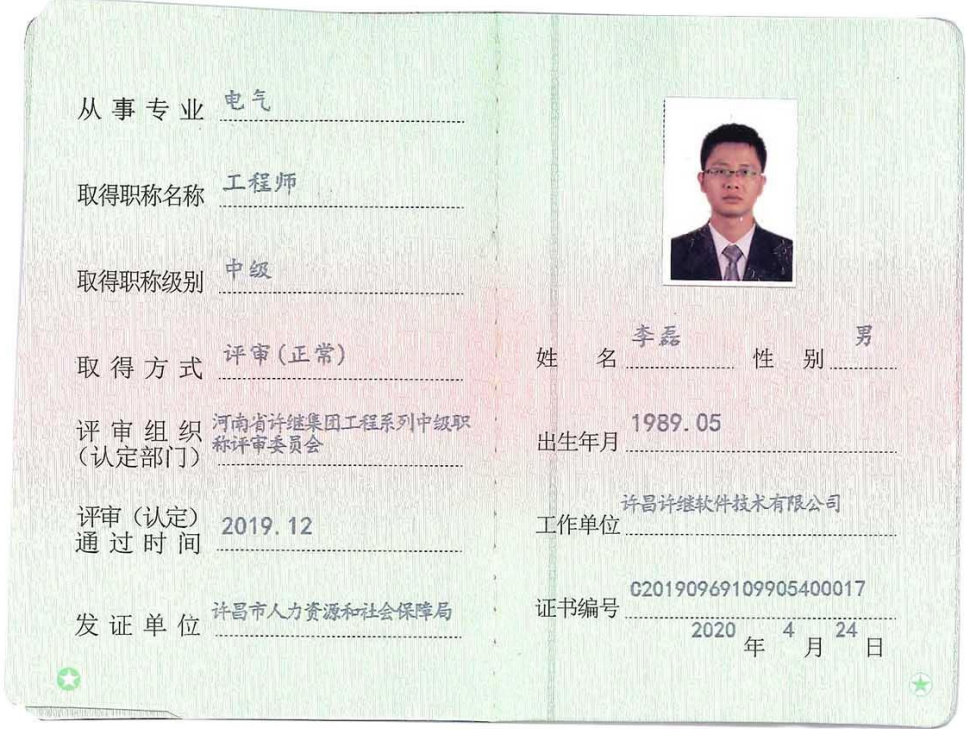 从事专业 电气
取得职称名称 工程师
取得职称级别 中级
取得方式 评审(正常)
评审组织
(认定部门)
河南省许继集团工程系列中级职
称评审委员会
评审(认定)
通过时间
2019.12
发证单位 许昌市人力资源和社会保障局
姓名 李磊 性别 男
出生年月 1989.05
工作单位 许昌许继软件技术有限公司
证书编号 C20190969109905400017
2020年4月24日